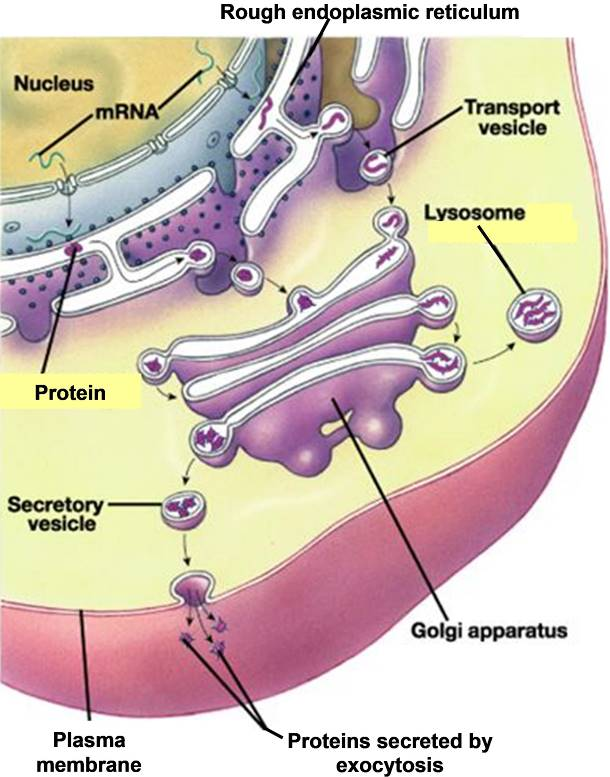 Rough endoplasmic reticulum
Nucleus
mRNA
Transport
vesicle
Lysosome
Protein
Secretory
vesicle
Golgi apparatus
Plasma
membrane
Proteins secreted by
exocytosis